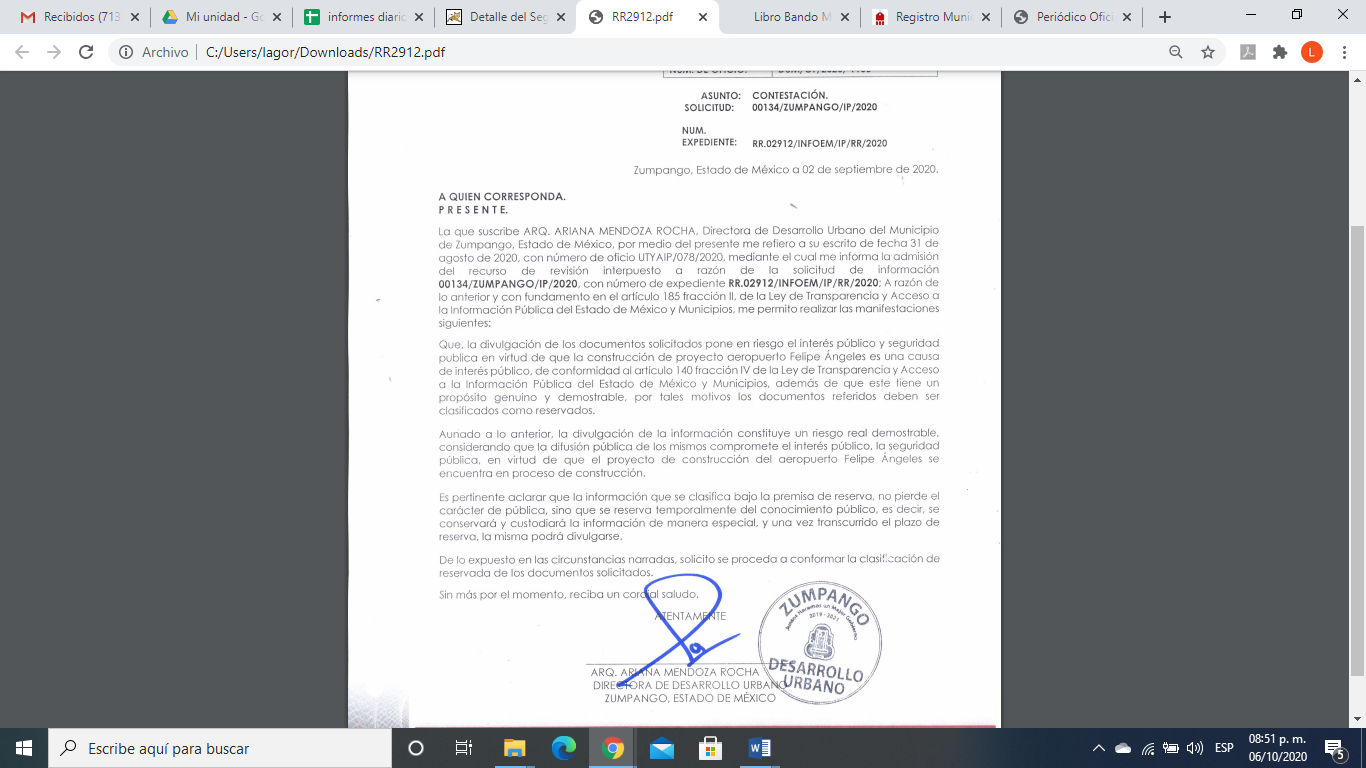 Recibidos (713
Mi unidad - Go
informes diario
Detalle del Seg
RR2912.pdf
Libro Bando M
Registro Munic
Periódico Ofici
Archivo
C:/Users/lagor/Downloads/RR2912.pdf
L
ASUNTO: CONTESTACIÓN.
SOLICITUD: 00134/ZUMPANGO/IP/2020
NUM.
EXPEDIENTE: RR.02912/INFOEM/IP/RR/2020
Zumpango, Estado de México a 02 de septiembre de 2020.
A QUIEN CORRESPONDA.
P R E S E N T E.
La que suscribe ARQ. ARIANA MENDOZA ROCHA, Directora de Desarrollo Urbano del Municipio
de Zumpango, Estado de México, por medio del presente me refiero a su escrito de fecha 31 de
agosto de 2020, con número de oficio UTYAIP/078/2020, mediante el cual me informa la admisión
del recurso de revisión interpuesto a razón de la solicitud de información
00134/ZUMPANGO/IP/2020, con número de expediente RR.02912/INFOEM/IP/RR/2020; A razón de
lo anterior y con fundamento en el artículo 185 fracción II, de la Ley de Transparencia y Acceso a
la Información Pública del Estado de México y Municipios, me permito realizar las manifestaciones
siguientes:
Que, la divulgación de los documentos solicitados pone en riesgo el interés público y seguridad
publica en virtud de que la construcción de proyecto aeropuerto Felipe Ángeles es una causa
de interés público, de conformidad al artículo 140 fracción IV de la Ley de Transparencia y Acceso
a la Información Pública del Estado de México y Municipios, además de que este tiene un
propósito genuino y demostrable, por tales motivos los documentos referidos deben ser
clasificados como reservados.
Aunado a lo anterior, la divulgación de la información constituye un riesgo real demostrable,
considerando que la difusión pública de los mismos compromete el interés público, la seguridad
pública, en virtud de que el proyecto de construcción del aeropuerto Felipe Ángeles se
encuentra en proceso de construcción.
Es pertinente aclarar que la información que se clasifica bajo la premisa de reserva, no pierde el
carácter de pública, sino que se reserva temporalmente del conocimiento público, es decir, se
conservará y custodiará la información de manera especial, y una vez transcurrido el plazo de
reserva, la misma podrá divulgarse.
De lo expuesto en las circunstancias narradas, solicito se proceda a conformar la clasificación de
reservada de los documentos solicitados.
Sin más por el momento, reciba un cordial saludo.
ATENTAMENTE
ARQ. ARIANA MENDOZA ROCHA
DIRECTORA DE DESARROLLO URBANO
ZUMPANGO, ESTADO DE MÉXICO
ZUMPANGO
2019 - 2021
DESARROLLO
URBANO
Escribe aquí para buscar
ESP
08:51 p. m.
06/10/2020
5